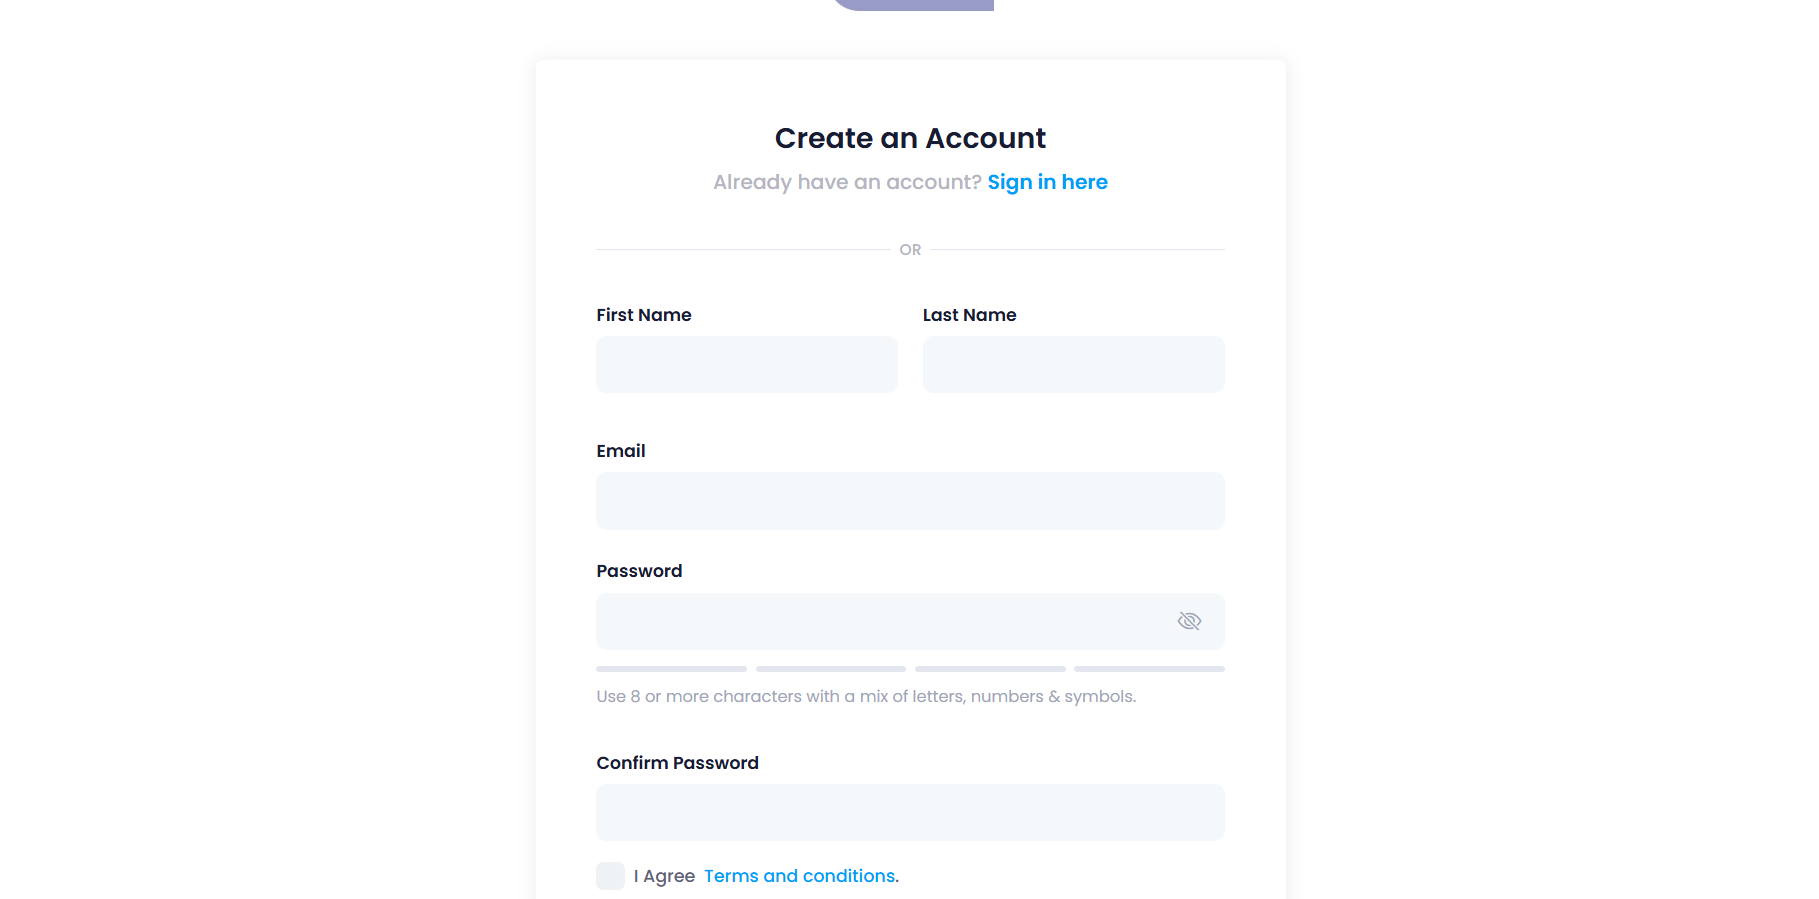 Create an Account
Already have an account? Sign in here
OR
First Name
Last Name
Email
Password
Use 8 or more characters with a mix of letters, numbers & symbols.
Confirm Password
I Agree Terms and conditions.